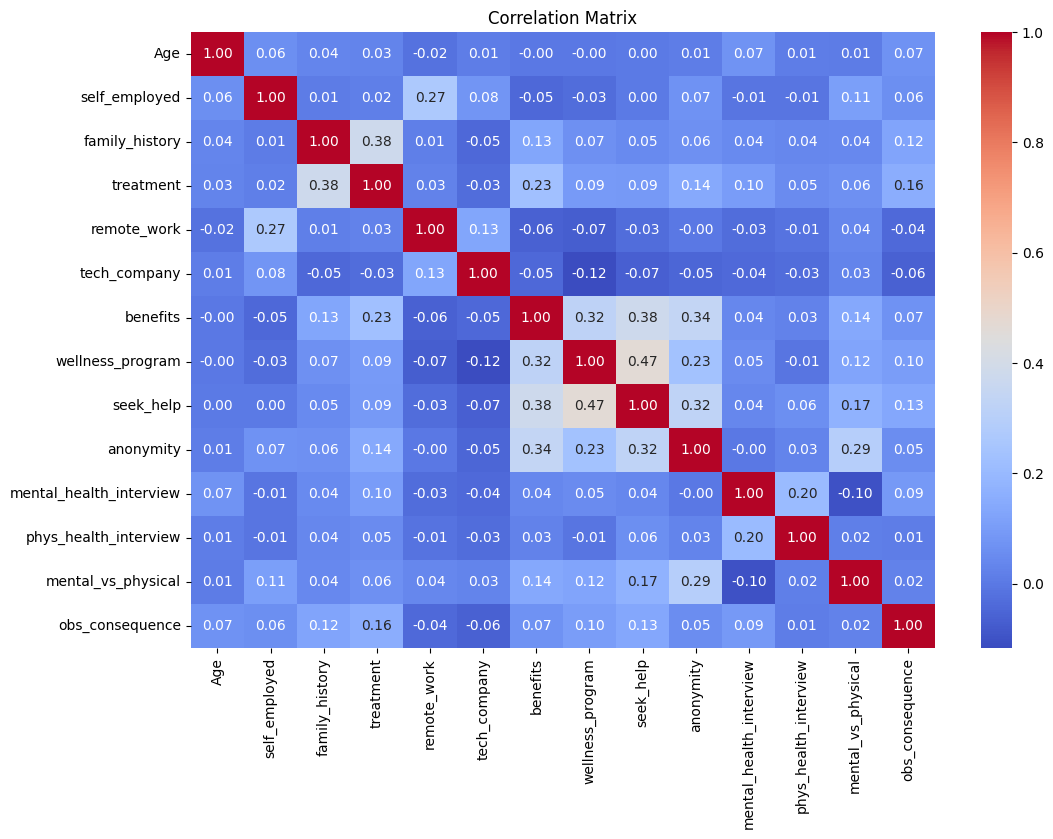 Correlation Matrix
Age 1.00 0.06 0.04 0.03 -0.02 0.01 -0.00 -0.00 0.00 0.01 0.07 0.01 0.01 0.07
self_employed 0.06 1.00 0.01 0.02 0.27 0.08 -0.05 -0.03 0.00 0.07 -0.01 -0.01 0.11 0.06
family_history 0.04 0.01 1.00 0.38 0.01 -0.05 0.13 0.07 0.05 0.06 0.04 0.04 0.04 0.12
treatment 0.03 0.02 0.38 1.00 0.03 -0.03 0.23 0.09 0.09 0.14 0.10 0.05 0.06 0.16
remote_work -0.02 0.27 0.01 0.03 1.00 0.13 -0.06 -0.07 -0.03 -0.00 -0.03 -0.01 0.04 -0.04
tech_company 0.01 0.08 -0.05 -0.03 0.13 1.00 -0.05 -0.12 -0.07 -0.05 -0.04 -0.03 0.03 -0.06
benefits -0.00 -0.05 0.13 0.23 -0.06 -0.05 1.00 0.32 0.38 0.34 0.04 0.03 0.14 0.07
wellness_program -0.00 -0.03 0.07 0.09 -0.07 -0.12 0.32 1.00 0.47 0.23 0.05 -0.01 0.12 0.10
seek_help 0.00 0.00 0.05 0.09 -0.03 -0.07 0.38 0.47 1.00 0.32 0.04 0.06 0.17 0.13
anonymity 0.01 0.07 0.06 0.14 -0.00 -0.05 0.34 0.23 0.32 1.00 -0.00 0.03 0.29 0.05
mental_health_interview 0.07 -0.01 0.04 0.10 -0.03 -0.04 0.04 0.05 0.04 -0.00 1.00 0.20 -0.10 0.09
phys_health_interview 0.01 -0.01 0.04 0.05 -0.01 -0.03 0.03 -0.01 0.06 0.03 0.20 1.00 0.02 0.01
mental_vs_physical 0.01 0.11 0.04 0.06 0.04 0.03 0.14 0.12 0.17 0.29 -0.10 0.02 1.00 0.02
obs_consequence 0.07 0.06 0.12 0.16 -0.04 -0.06 0.07 0.10 0.13 0.05 0.09 0.01 0.02 1.00
Age
self_employed
family_history
treatment
remote_work
tech_company
benefits
wellness_program
seek_help
anonymity
mental_health_interview
phys_health_interview
mental_vs_physical
obs_consequence
1.0
0.8
0.6
0.4
0.2
0.0